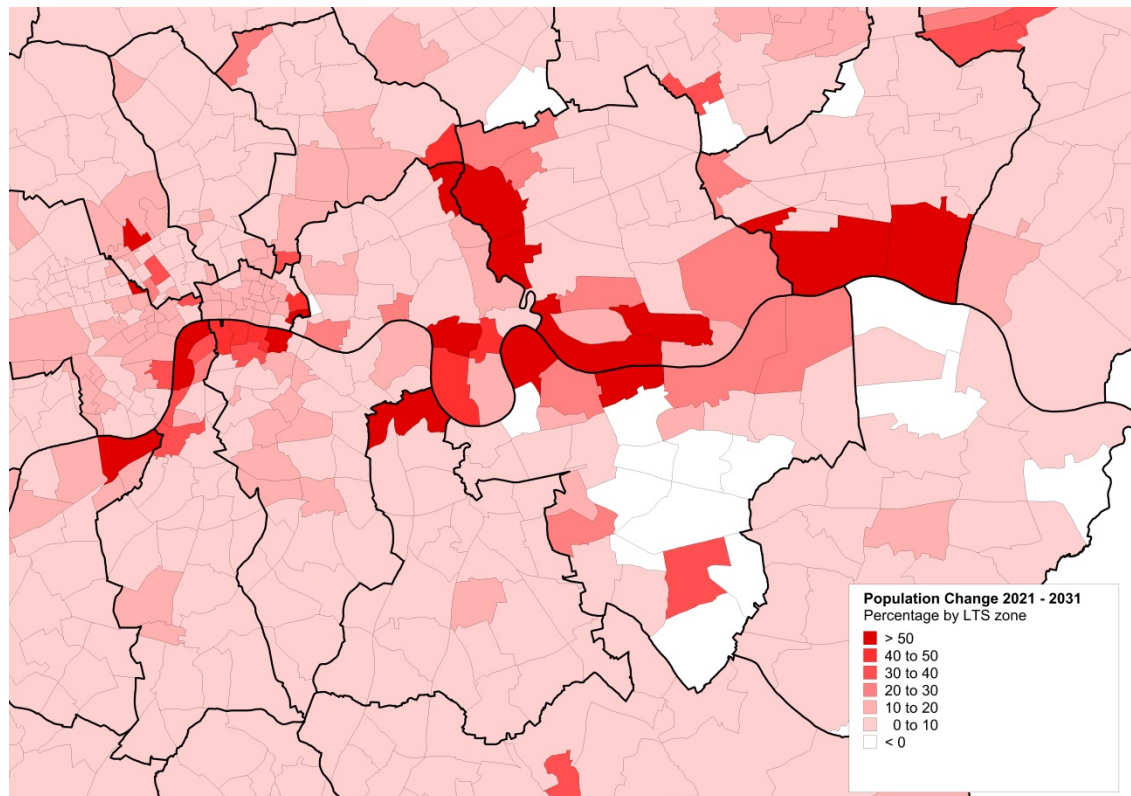 Population Change 2021 - 2031
Percentage by LTS zone
> 50
40 to 50
30 to 40
20 to 30
10 to 20
0 to 10
< 0